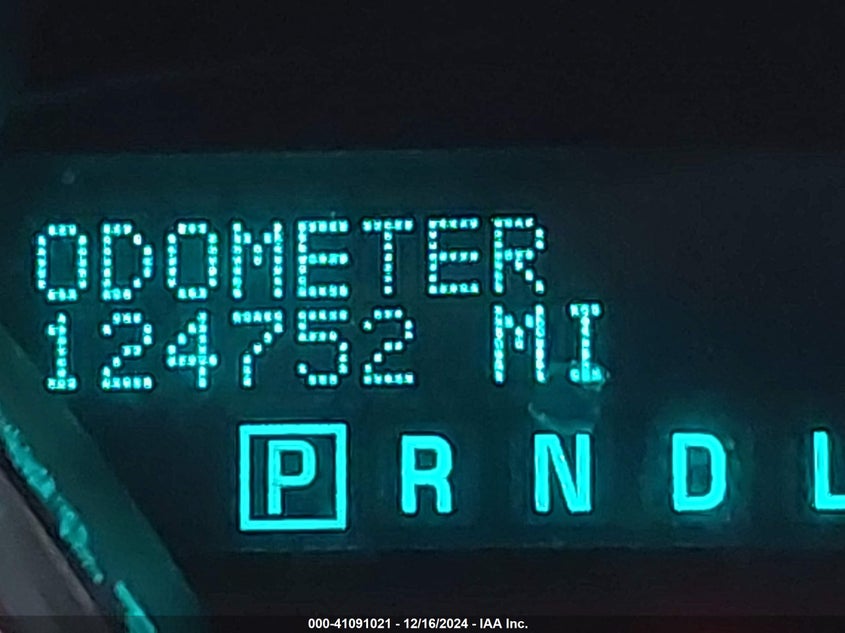 ODOMETER
124752 MI
P R N D L
000-41091021 - 12/16/2024 - IAA Inc.